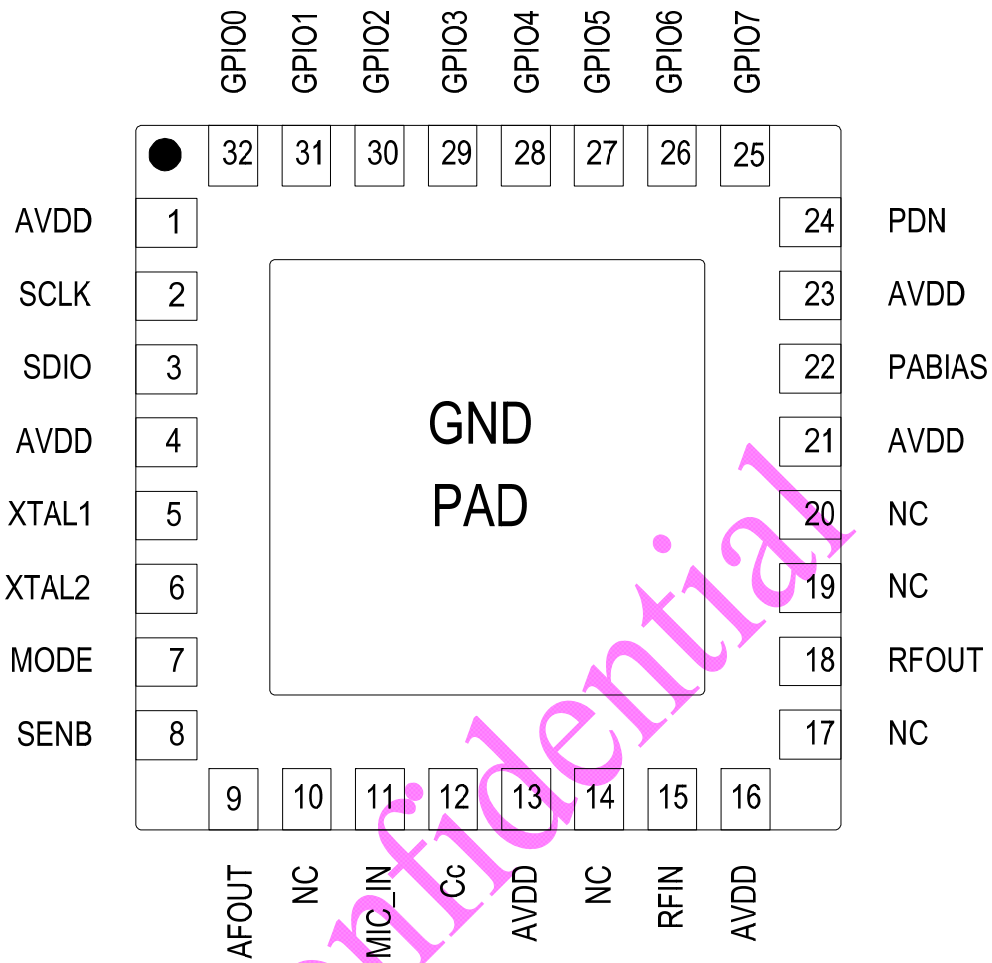 GPIO0 GPIO1 GPIO2 GPIO3 GPIO4 GPIO5 GPIO6 GPIO7
32 31 30 29 28 27 26 25
AVDD 1 24 PDN
SCLK 2 23 AVDD
SDIO 3 22 PABIAS
AVDD 4 21 AVDD
XTAL1 5 20 NC
XTAL2 6 19 NC
MODE 7 18 RFOUT
SENB 8 17 NC
GND
PAD
9 10 11 12 13 14 15 16
AFOUT NC MIC_IN Cc AVDD NC RFIN AVDD
nfidential